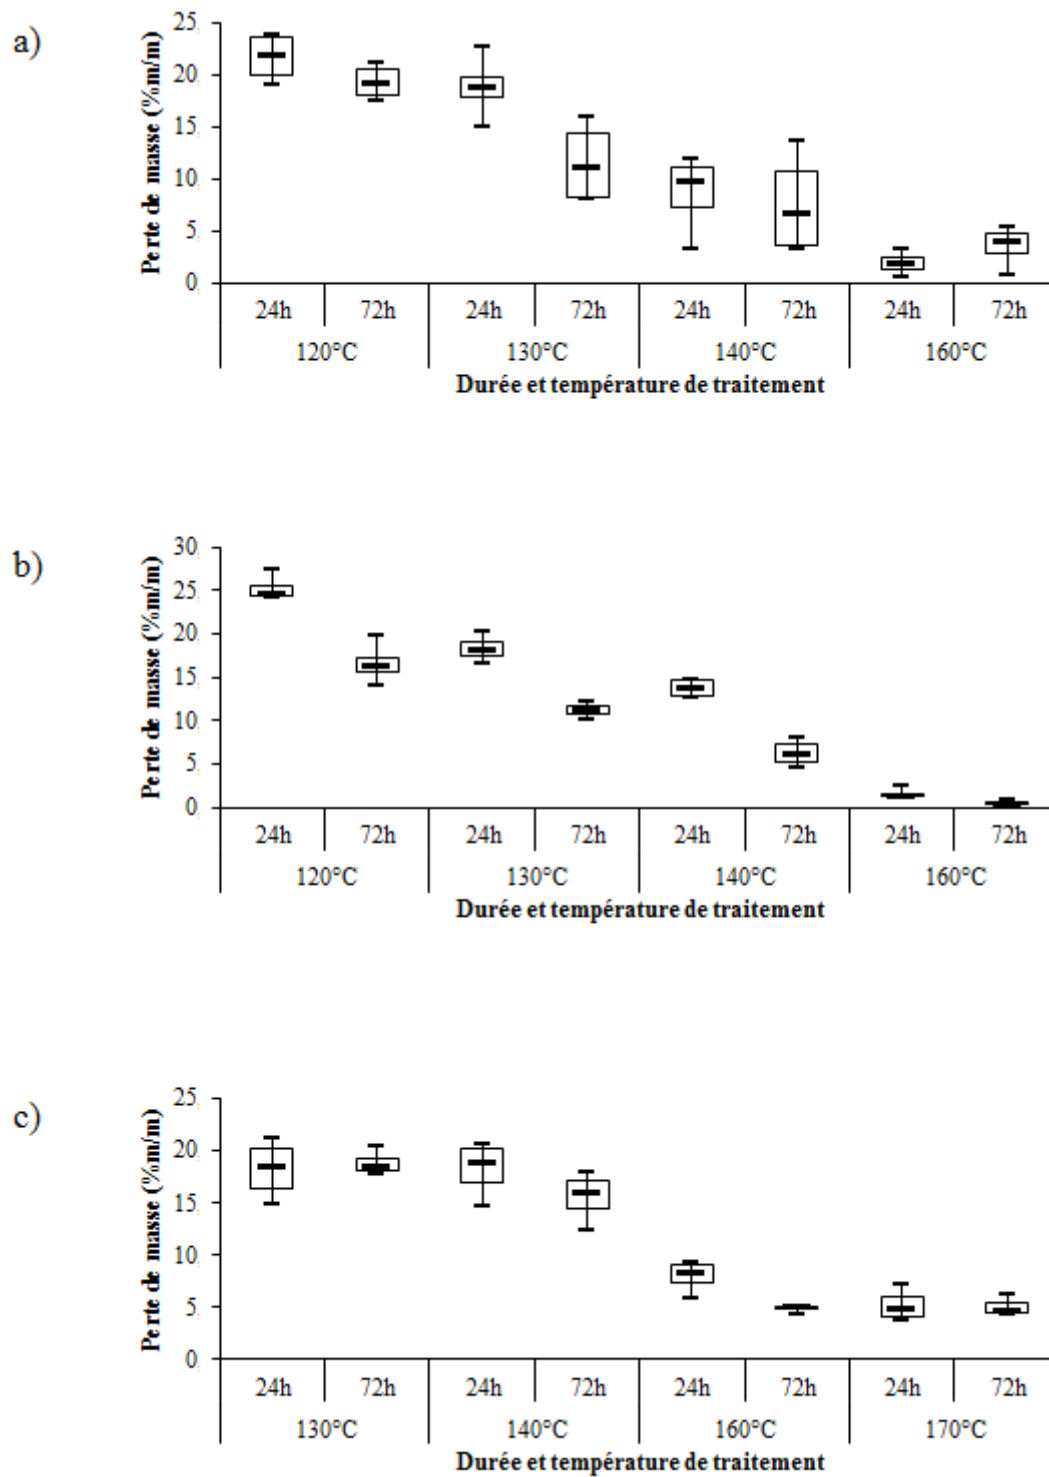 a)
Perte de masse (%m/m)
25
20
15
10
5
0
24h 72h 24h 72h 24h 72h 24h 72h
120°C 130°C 140°C 160°C
Durée et température de traitement
b)
Perte de masse (%m/m)
30
25
20
15
10
5
0
24h 72h 24h 72h 24h 72h 24h 72h
120°C 130°C 140°C 160°C
Durée et température de traitement
c)
Perte de masse (%m/m)
25
20
15
10
5
0
24h 72h 24h 72h 24h 72h 24h 72h
130°C 140°C 160°C 170°C
Durée et température de traitement